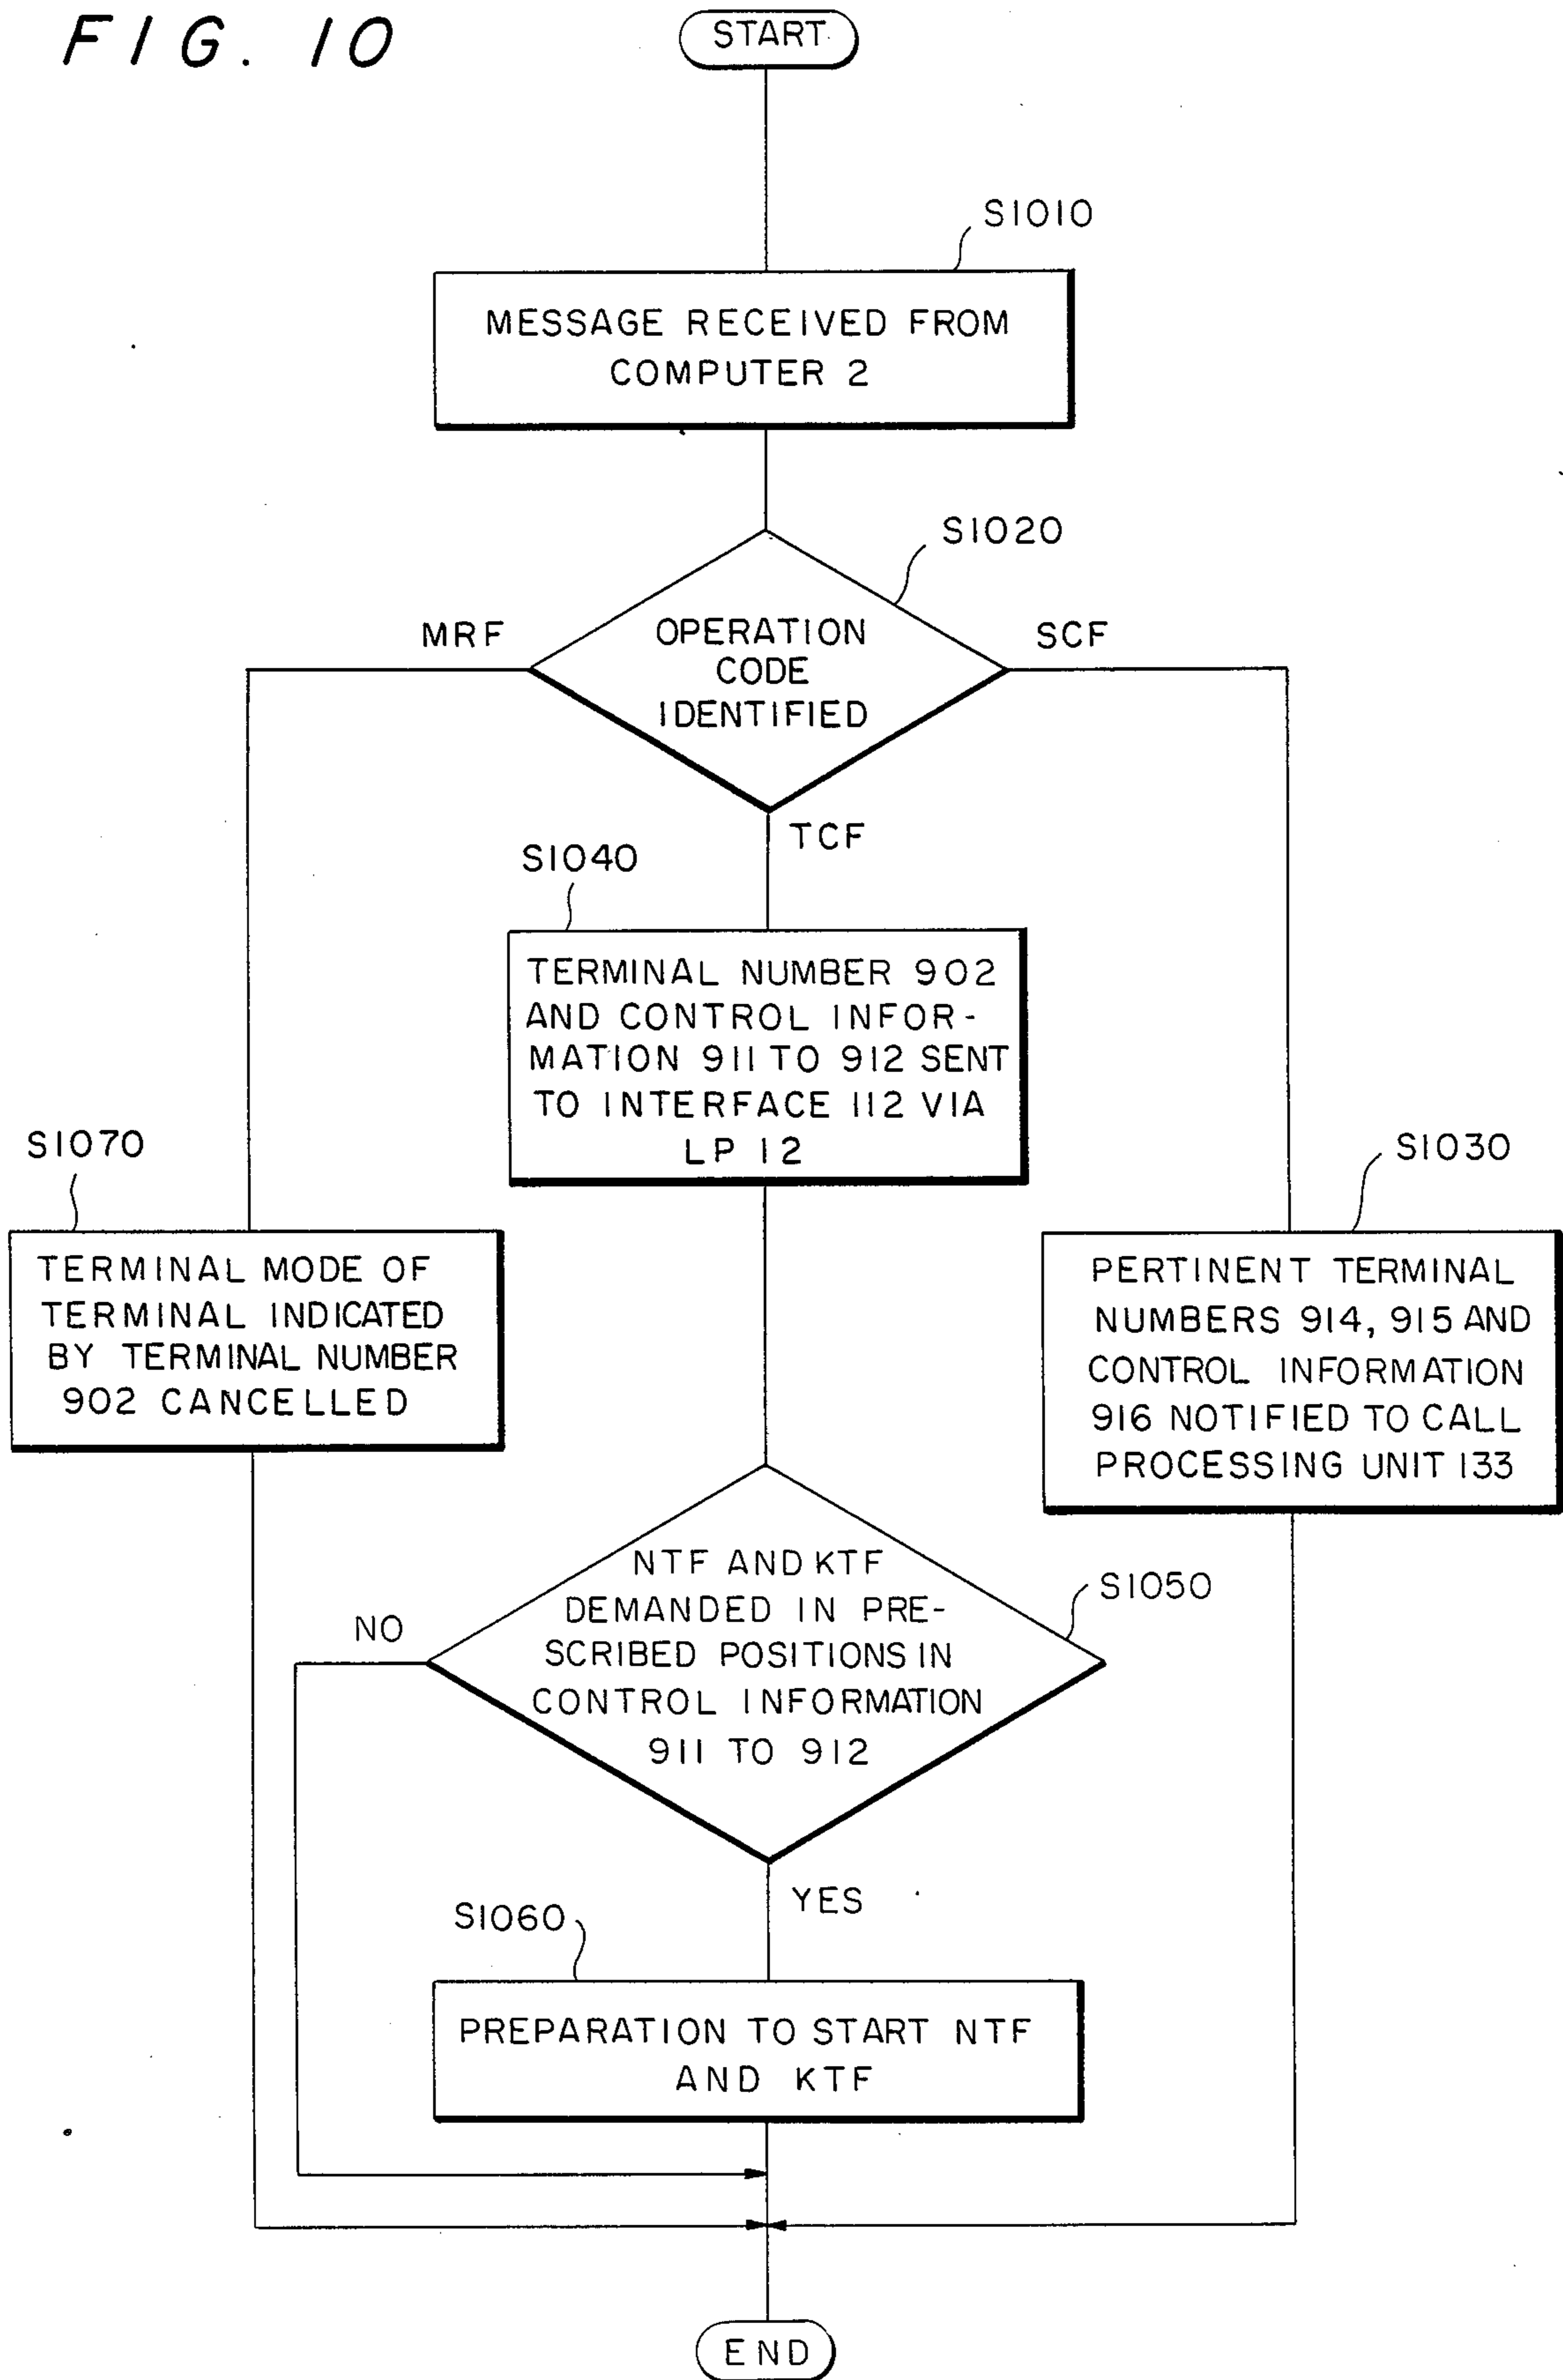 FIG. 10
START
S1010
MESSAGE RECEIVED FROM
COMPUTER 2
S1020
MRF
OPERATION
CODE
IDENTIFIED
SCF
TCF
S1040
TERMINAL NUMBER 902
AND CONTROL INFOR-
MATION 911 TO 912 SENT
TO INTERFACE 112 VIA
LP 12
S1070
TERMINAL MODE OF
TERMINAL INDICATED
BY TERMINAL NUMBER
902 CANCELLED
S1030
PERTINENT TERMINAL
NUMBERS 914, 915 AND
CONTROL INFORMATION
916 NOTIFIED TO CALL
PROCESSING UNIT 133
NTF AND KTF
DEMANDED IN PRE-
SCRIBED POSITIONS IN
CONTROL INFORMATION
911 TO 912
S1050
NO
YES
S1060
PREPARATION TO START NTF
AND KTF
END